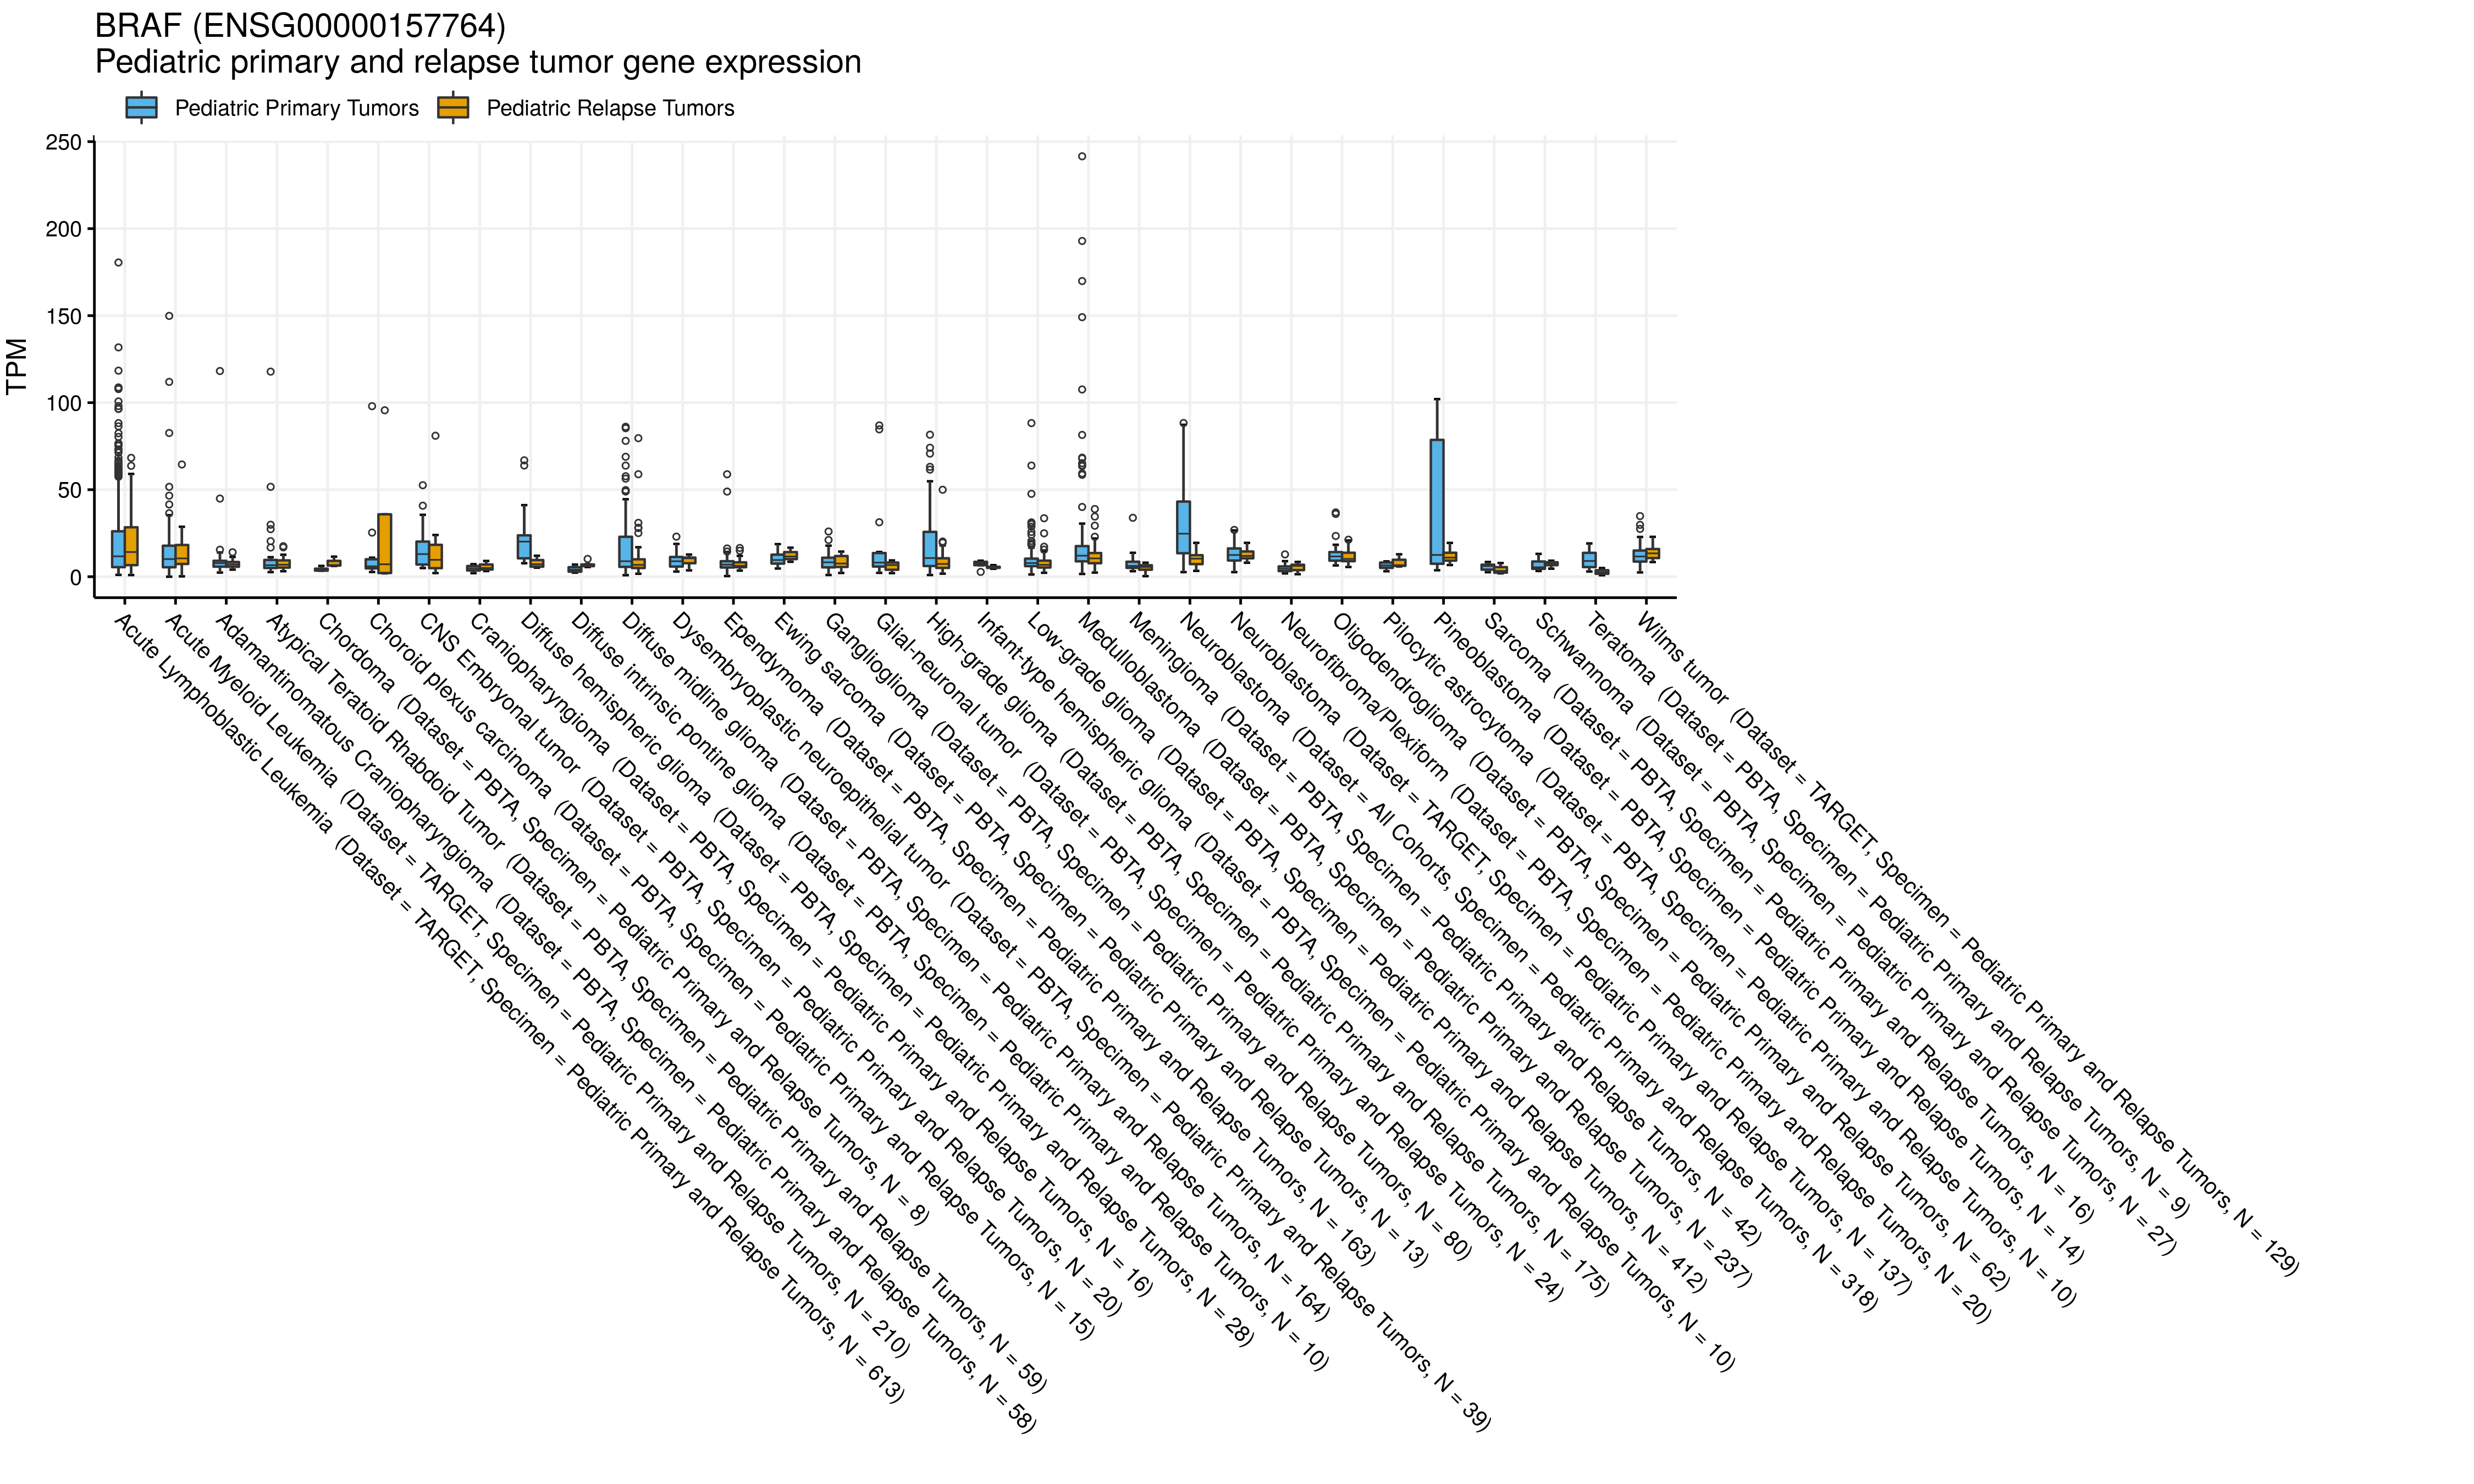 BRAF (ENSG00000157764)
Pediatric primary and relapse tumor gene expression
Pediatric Primary Tumors
Pediatric Relapse Tumors
TPM
250
200
150
100
50
0
Acute Lymphoblastic Leukemia (Dataset = TARGET, Specimen = Pediatric Primary and Relapse Tumors, N = 613)
Acute Myeloid Leukemia (Dataset = TARGET, Specimen = Pediatric Primary and Relapse Tumors, N = 210)
Adamantinomatous Craniopharyngioma (Dataset = PBTA, Specimen = Pediatric Primary and Relapse Tumors, N = 58)
Atypical Teratoid Rhabdoid Tumor (Dataset = PBTA, Specimen = Pediatric Primary and Relapse Tumors, N = 59)
Chordoma (Dataset = PBTA, Specimen = Pediatric Primary and Relapse Tumors, N = 8)
Choroid plexus carcinoma (Dataset = PBTA, Specimen = Pediatric Primary and Relapse Tumors, N = 15)
CNS Embryonal tumor (Dataset = PBTA, Specimen = Pediatric Primary and Relapse Tumors, N = 20)
Craniopharyngioma (Dataset = PBTA, Specimen = Pediatric Primary and Relapse Tumors, N = 16)
Diffuse hemispheric glioma (Dataset = PBTA, Specimen = Pediatric Primary and Relapse Tumors, N = 28)
Diffuse intrinsic pontine glioma (Dataset = PBTA, Specimen = Pediatric Primary and Relapse Tumors, N = 10)
Diffuse midline glioma (Dataset = PBTA, Specimen = Pediatric Primary and Relapse Tumors, N = 164)
Dysembryoplastic neuroepithelial tumor (Dataset = PBTA, Specimen = Pediatric Primary and Relapse Tumors, N = 39)
Ependymoma (Dataset = PBTA, Specimen = Pediatric Primary and Relapse Tumors, N = 163)
Ewing sarcoma (Dataset = PBTA, Specimen = Pediatric Primary and Relapse Tumors, N = 13)
Ganglioglioma (Dataset = PBTA, Specimen = Pediatric Primary and Relapse Tumors, N = 80)
Glial-neuronal tumor (Dataset = PBTA, Specimen = Pediatric Primary and Relapse Tumors, N = 24)
High-grade glioma (Dataset = PBTA, Specimen = Pediatric Primary and Relapse Tumors, N = 175)
Infant-type hemispheric glioma (Dataset = PBTA, Specimen = Pediatric Primary and Relapse Tumors, N = 10)
Low-grade glioma (Dataset = PBTA, Specimen = Pediatric Primary and Relapse Tumors, N = 412)
Medulloblastoma (Dataset = PBTA, Specimen = Pediatric Primary and Relapse Tumors, N = 237)
Meningioma (Dataset = PBTA, Specimen = Pediatric Primary and Relapse Tumors, N = 42)
Neuroblastoma (Dataset = All Cohorts, Specimen = Pediatric Primary and Relapse Tumors, N = 318)
Neuroblastoma (Dataset = TARGET, Specimen = Pediatric Primary and Relapse Tumors, N = 137)
Neurofibroma/Plexiform (Dataset = PBTA, Specimen = Pediatric Primary and Relapse Tumors, N = 20)
Oligodendroglioma (Dataset = PBTA, Specimen = Pediatric Primary and Relapse Tumors, N = 62)
Pilocytic astrocytoma (Dataset = PBTA, Specimen = Pediatric Primary and Relapse Tumors, N = 10)
Pineoblastoma (Dataset = PBTA, Specimen = Pediatric Primary and Relapse Tumors, N = 14)
Sarcoma (Dataset = PBTA, Specimen = Pediatric Primary and Relapse Tumors, N = 16)
Schwannoma (Dataset = PBTA, Specimen = Pediatric Primary and Relapse Tumors, N = 27)
Teratoma (Dataset = PBTA, Specimen = Pediatric Primary and Relapse Tumors, N = 9)
Wilms tumor (Dataset = TARGET, Specimen = Pediatric Primary and Relapse Tumors, N = 129)